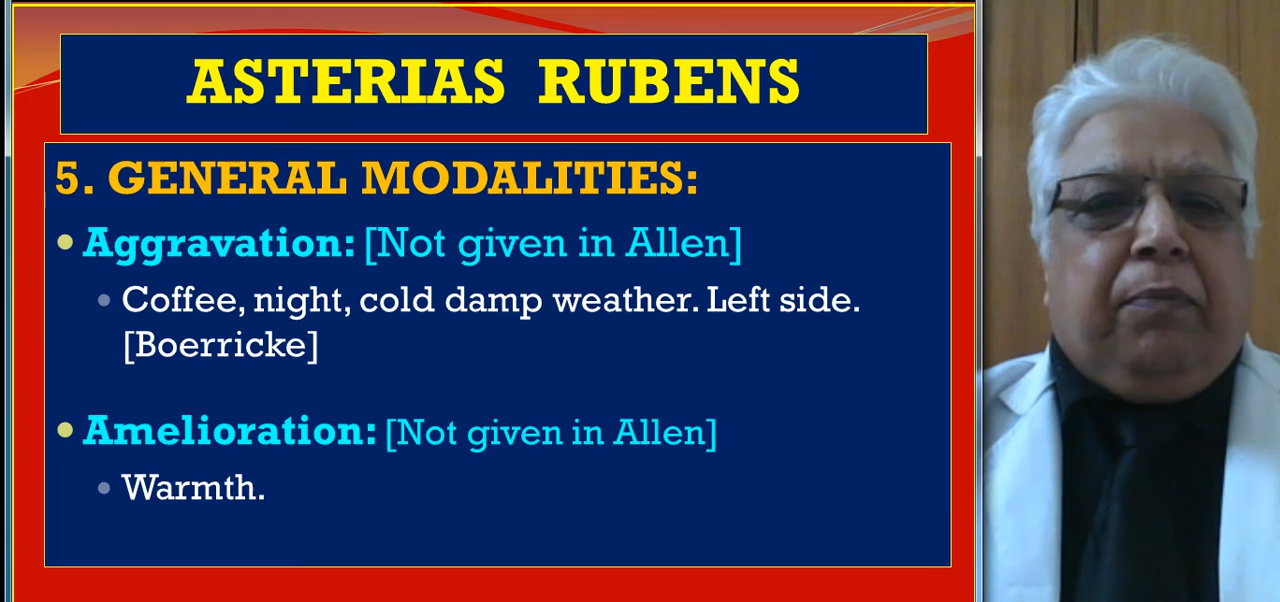 ASTERIAS RUBENS
5. GENERAL MODALITIES:
Aggravation: [Not given in Allen]
Coffee, night, cold damp weather. Left side.
[Boerricke]
Amelioration: [Not given in Allen]
Warmth.